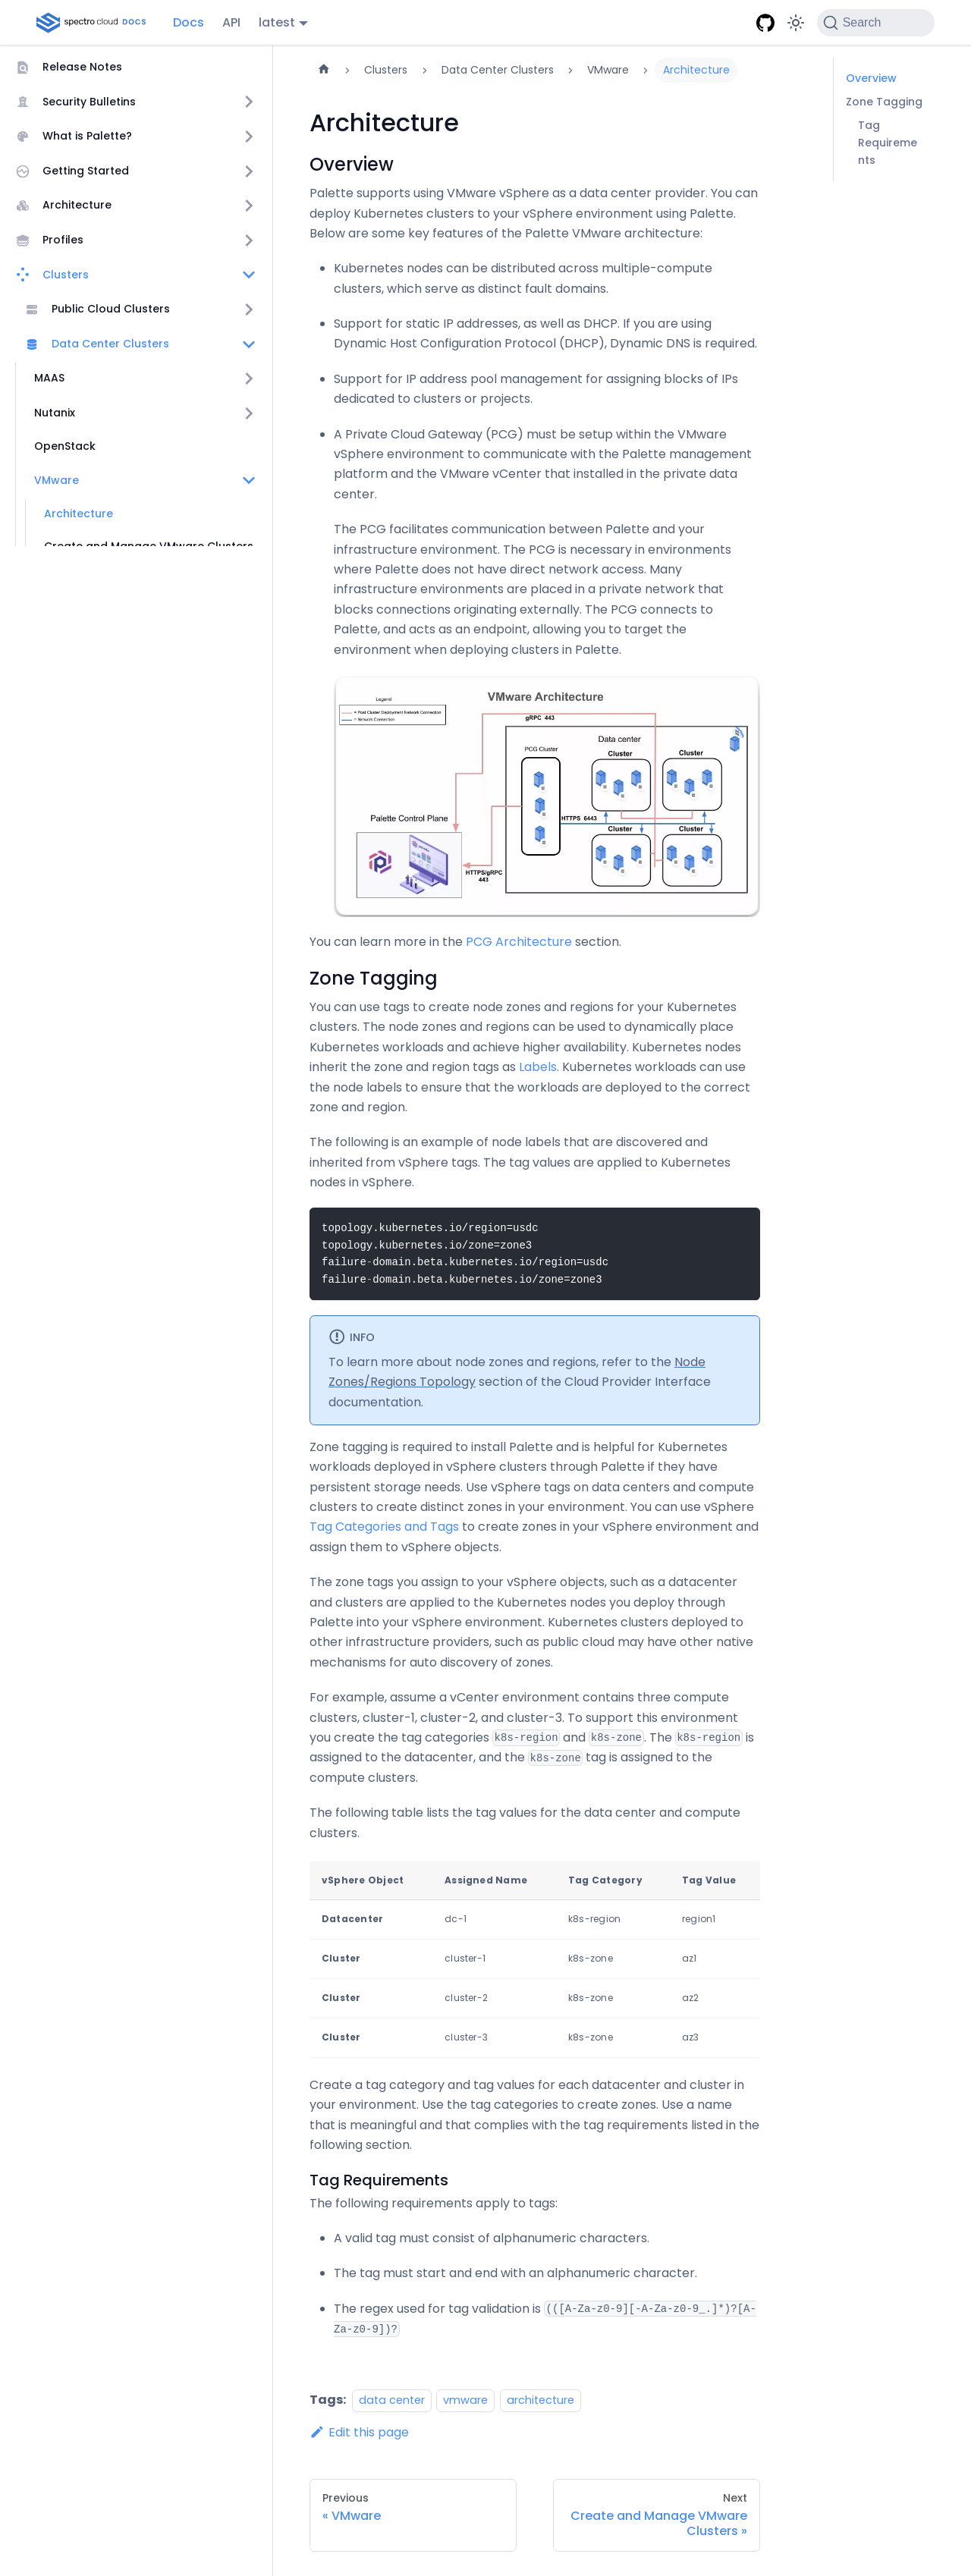 spectro cloud DOCS
Docs
API
latest
Search
Release Notes
Security Bulletins
What is Palette?
Getting Started
Architecture
Profiles
Clusters
Public Cloud Clusters
Data Center Clusters
MAAS
Nutanix
OpenStack
VMware
Architecture
Create and Manage VMware Clusters
Clusters
Data Center Clusters
VMware
Architecture
Architecture
Overview
Palette supports using VMware vSphere as a data center provider. You can
deploy Kubernetes clusters to your vSphere environment using Palette.
Below are some key features of the Palette VMware architecture:
Kubernetes nodes can be distributed across multiple-compute
clusters, which serve as distinct fault domains.
Support for static IP addresses, as well as DHCP. If you are using
Dynamic Host Configuration Protocol (DHCP), Dynamic DNS is required.
Support for IP address pool management for assigning blocks of IPs
dedicated to clusters or projects.
A Private Cloud Gateway (PCG) must be setup within the VMware
vSphere environment to communicate with the Palette management
platform and the VMware vCenter that installed in the private data
center.
The PCG facilitates communication between Palette and your
infrastructure environment. The PCG is necessary in environments
where Palette does not have direct network access. Many
infrastructure environments are placed in a private network that
blocks connections originating externally. The PCG connects to
Palette, and acts as an endpoint, allowing you to target the
environment when deploying clusters in Palette.
VMware Architecture
Legend
= Post Cluster Deployment Network Connection
= Network Connection
gRPC 443
Data center
PCG Cluster
Cluster
Cluster
Palette Control Plane
HTTPS 6443
Cluster
Cluster
HTTPS/gRPC
443
You can learn more in the PCG Architecture section.
Zone Tagging
You can use tags to create node zones and regions for your Kubernetes
clusters. The node zones and regions can be used to dynamically place
Kubernetes workloads and achieve higher availability. Kubernetes nodes
inherit the zone and region tags as Labels. Kubernetes workloads can use
the node labels to ensure that the workloads are deployed to the correct
zone and region.
The following is an example of node labels that are discovered and
inherited from vSphere tags. The tag values are applied to Kubernetes
nodes in vSphere.
topology.kubernetes.io/region=usdc
topology.kubernetes.io/zone=zone3
failure-domain.beta.kubernetes.io/region=usdc
failure-domain.beta.kubernetes.io/zone=zone3
INFO
To learn more about node zones and regions, refer to the Node
Zones/Regions Topology section of the Cloud Provider Interface
documentation.
Zone tagging is required to install Palette and is helpful for Kubernetes
workloads deployed in vSphere clusters through Palette if they have
persistent storage needs. Use vSphere tags on data centers and compute
clusters to create distinct zones in your environment. You can use vSphere
Tag Categories and Tags to create zones in your vSphere environment and
assign them to vSphere objects.
The zone tags you assign to your vSphere objects, such as a datacenter
and clusters are applied to the Kubernetes nodes you deploy through
Palette into your vSphere environment. Kubernetes clusters deployed to
other infrastructure providers, such as public cloud may have other native
mechanisms for auto discovery of zones.
For example, assume a vCenter environment contains three compute
clusters, cluster-1, cluster-2, and cluster-3. To support this environment
you create the tag categories k8s-region and k8s-zone. The k8s-region is
assigned to the datacenter, and the k8s-zone tag is assigned to the
compute clusters.
The following table lists the tag values for the data center and compute
clusters.
vSphere Object Assigned Name Tag Category Tag Value
Datacenter dc-1 k8s-region region1
Cluster cluster-1 k8s-zone az1
Cluster cluster-2 k8s-zone az2
Cluster cluster-3 k8s-zone az3
Create a tag category and tag values for each datacenter and cluster in
your environment. Use the tag categories to create zones. Use a name
that is meaningful and that complies with the tag requirements listed in the
following section.
Tag Requirements
The following requirements apply to tags:
A valid tag must consist of alphanumeric characters.
The tag must start and end with an alphanumeric character.
The regex used for tag validation is (([A-Za-z0-9][-A-Za-z0-9_.]*)?[A-
Za-z0-9])?
Tags: data center vmware architecture
Edit this page
Previous
« VMware
Next
Create and Manage VMware
Clusters »
Overview
Zone Tagging
Tag
Requireme
nts